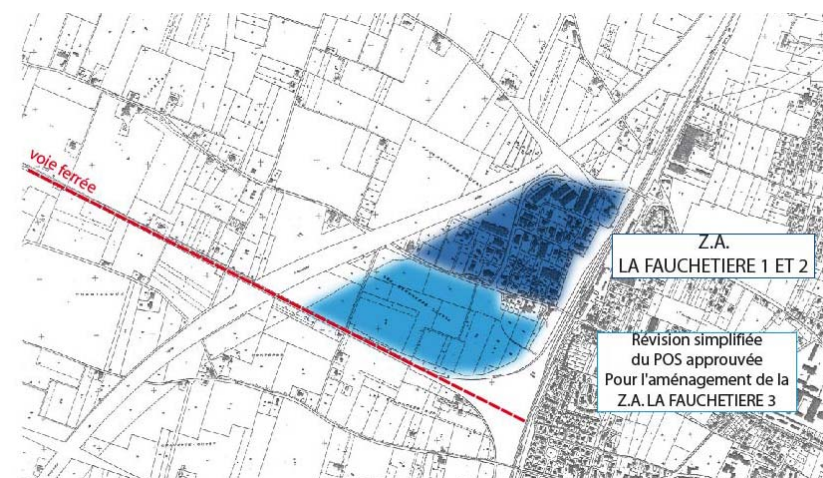 voie ferrée
Z.A.
LA FAUCHETIERE 1 ET 2
Révision simplifiée
du POS approuvée
Pour l'aménagement de la
Z.A. LA FAUCHETIERE 3